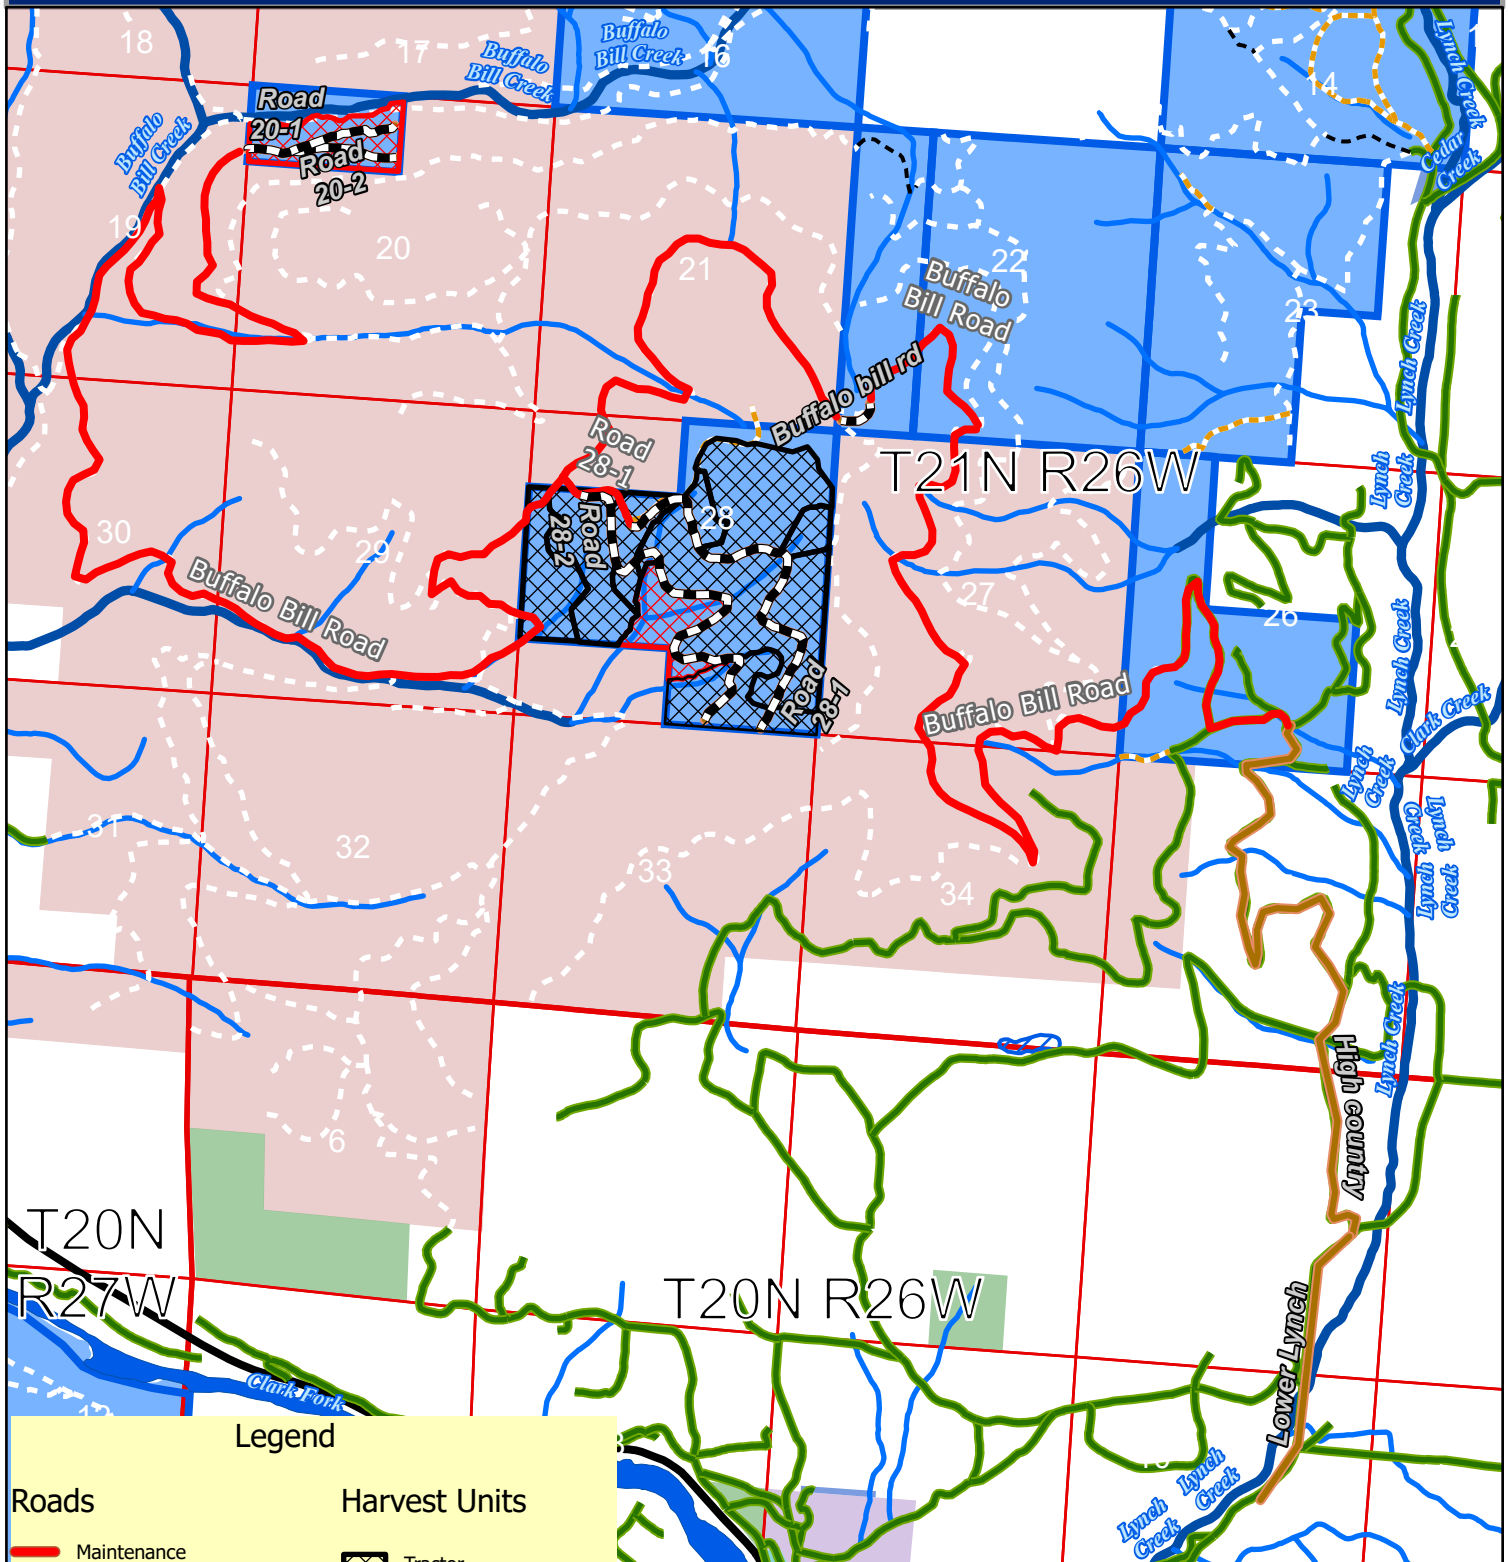 18
17
Buffalo
Bill Creek
Buffalo
Bill Creek
16
14
Lynch Creek
Road
20-1
Road
20-2
Buffalo
Bill Creek
Cedar
Creek
19
20
21
22
Buffalo
Bill Road
23
Lynch Creek
Buffalo bill rd
Road
28-1
T21N R26W
Lynch
Creek
28
Road
28-2
30
29
27
26
Buffalo Bill Road
Lynch Creek
Road
28-1
Buffalo Bill Road
Clark Creek
Lynch
Creek
Lynch
Creek
31
32
33
34
Lynch
Creek
Lynch Creek
High country
6
T20N
R27W
T20N R26W
Lower Lynch
Clark Fork
Lynch
Creek
Lynch
Creek
Legend
Roads
Harvest Units
Maintenance
Tractor